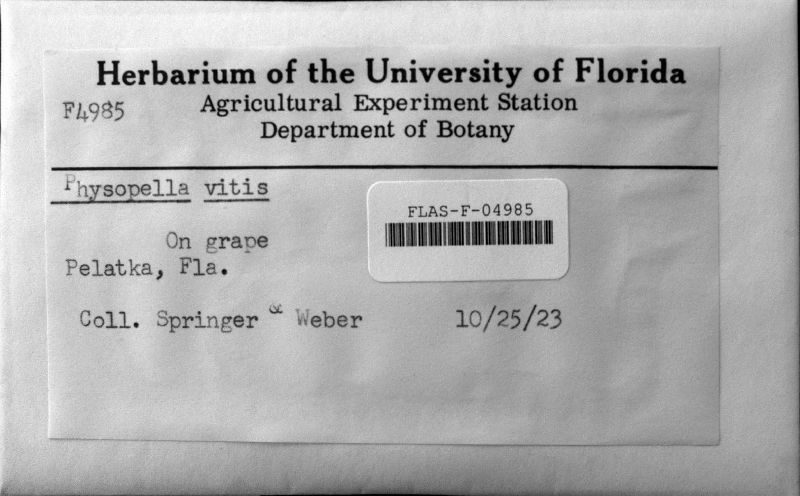 Herbarium of the University of Florida
F4985
Agricultural Experiment Station
Department of Botany
Physopella vitis
FLAS-F-04985
On grape
Pelatka, Fla.
Coll. Springer & Weber 10/25/23